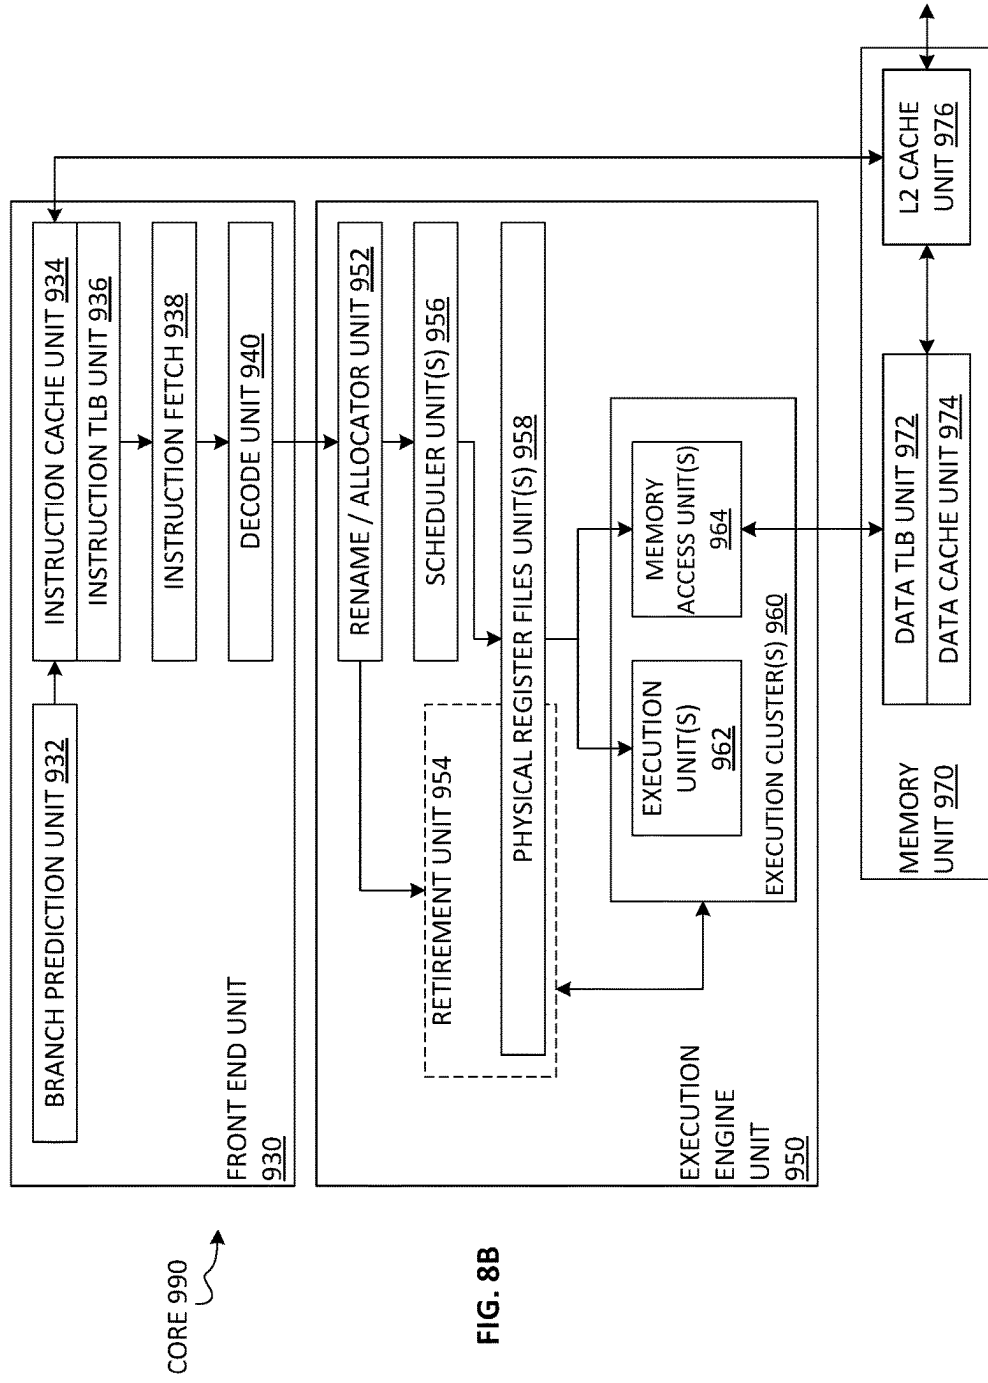 CORE 990
FRONT END UNIT
930
BRANCH PREDICTION UNIT 932
INSTRUCTION CACHE UNIT 934
INSTRUCTION TLB UNIT 936
INSTRUCTION FETCH 938
DECODE UNIT 940
EXECUTION
ENGINE
UNIT
950
RENAME / ALLOCATOR UNIT 952
RETIREMENT UNIT 954
SCHEDULER UNIT(S) 956
PHYSICAL REGISTER FILES UNIT(S) 958
EXECUTION
UNIT(S)
962
MEMORY
ACCESS UNIT(S)
964
EXECUTION CLUSTER(S) 960
MEMORY
UNIT 970
DATA TLB UNIT 972
DATA CACHE UNIT 974
L2 CACHE
UNIT 976
FIG. 8B